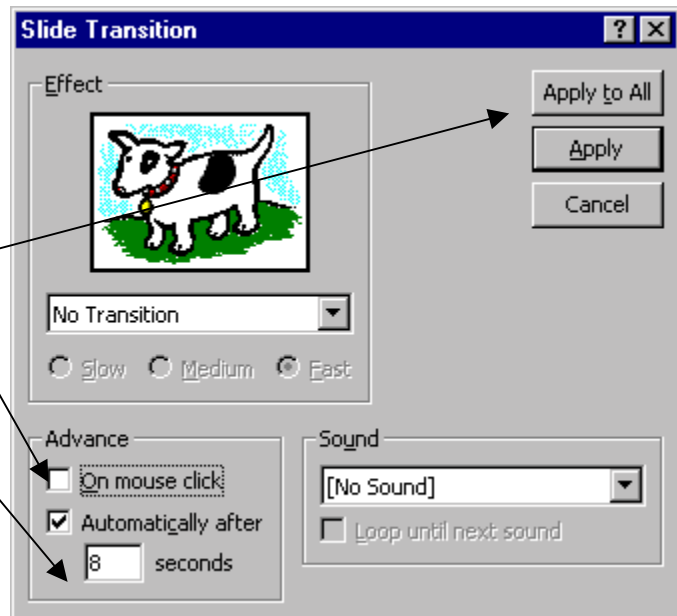 Slide Transition
Effect
Apply to All
Apply
Cancel
No Transition
Slow Medium Fast
Advance
On mouse click
Automatically after
8 seconds
Sound
[No Sound]
Loop until next sound